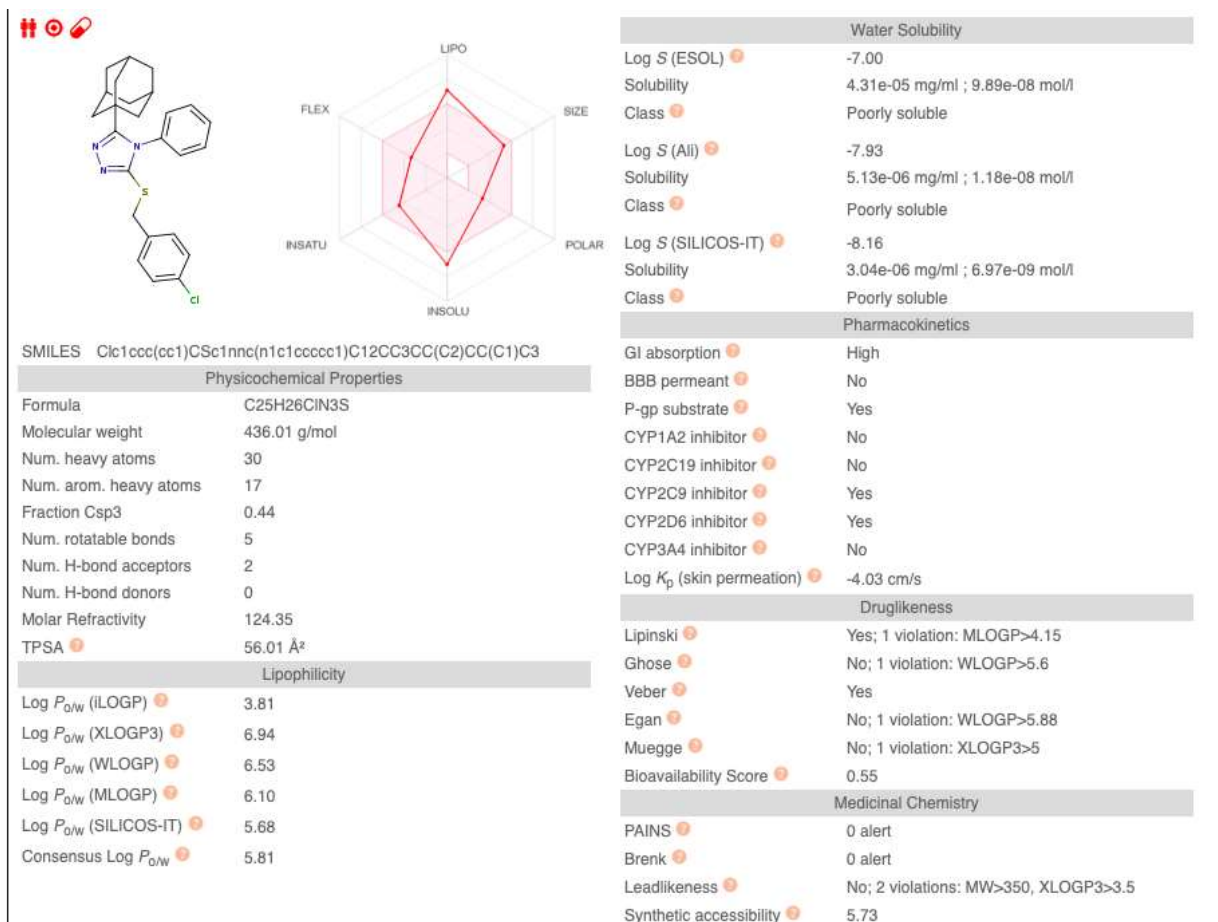 LIPO
FLEX
SIZE
INSATU
POLAR
INSOLU
N
N
N
S
Cl
SMILES Clc1ccc(cc1)CSc1nnc(n1c1ccccc1)C12CC3CC(C2)CC(C1)C3
Physicochemical Properties
Formula C25H26ClN3S
Molecular weight 436.01 g/mol
Num. heavy atoms 30
Num. arom. heavy atoms 17
Fraction Csp3 0.44
Num. rotatable bonds 5
Num. H-bond acceptors 2
Num. H-bond donors 0
Molar Refractivity 124.35
TPSA ? 56.01 Å²
Lipophilicity
Log Po/w (iLOGP) ? 3.81
Log Po/w (XLOGP3) ? 6.94
Log Po/w (WLOGP) ? 6.53
Log Po/w (MLOGP) ? 6.10
Log Po/w (SILICOS-IT) ? 5.68
Consensus Log Po/w ? 5.81
Water Solubility
Log S (ESOL) ? -7.00
Solubility 4.31e-05 mg/ml ; 9.89e-08 mol/l
Class ? Poorly soluble
Log S (Ali) ? -7.93
Solubility 5.13e-06 mg/ml ; 1.18e-08 mol/l
Class ? Poorly soluble
Log S (SILICOS-IT) ? -8.16
Solubility 3.04e-06 mg/ml ; 6.97e-09 mol/l
Class ? Poorly soluble
Pharmacokinetics
GI absorption ? High
BBB permeant ? No
P-gp substrate ? Yes
CYP1A2 inhibitor ? No
CYP2C19 inhibitor ? No
CYP2C9 inhibitor ? Yes
CYP2D6 inhibitor ? Yes
CYP3A4 inhibitor ? No
Log Kp (skin permeation) ? -4.03 cm/s
Druglikeness
Lipinski ? Yes; 1 violation: MLOGP>4.15
Ghose ? No; 1 violation: WLOGP>5.6
Veber ? Yes
Egan ? No; 1 violation: WLOGP>5.88
Muegge ? No; 1 violation: XLOGP3>5
Bioavailability Score ? 0.55
Medicinal Chemistry
PAINS ? 0 alert
Brenk ? 0 alert
Leadlikeness ? No; 2 violations: MW>350, XLOGP3>3.5
Synthetic accessibility ? 5.73